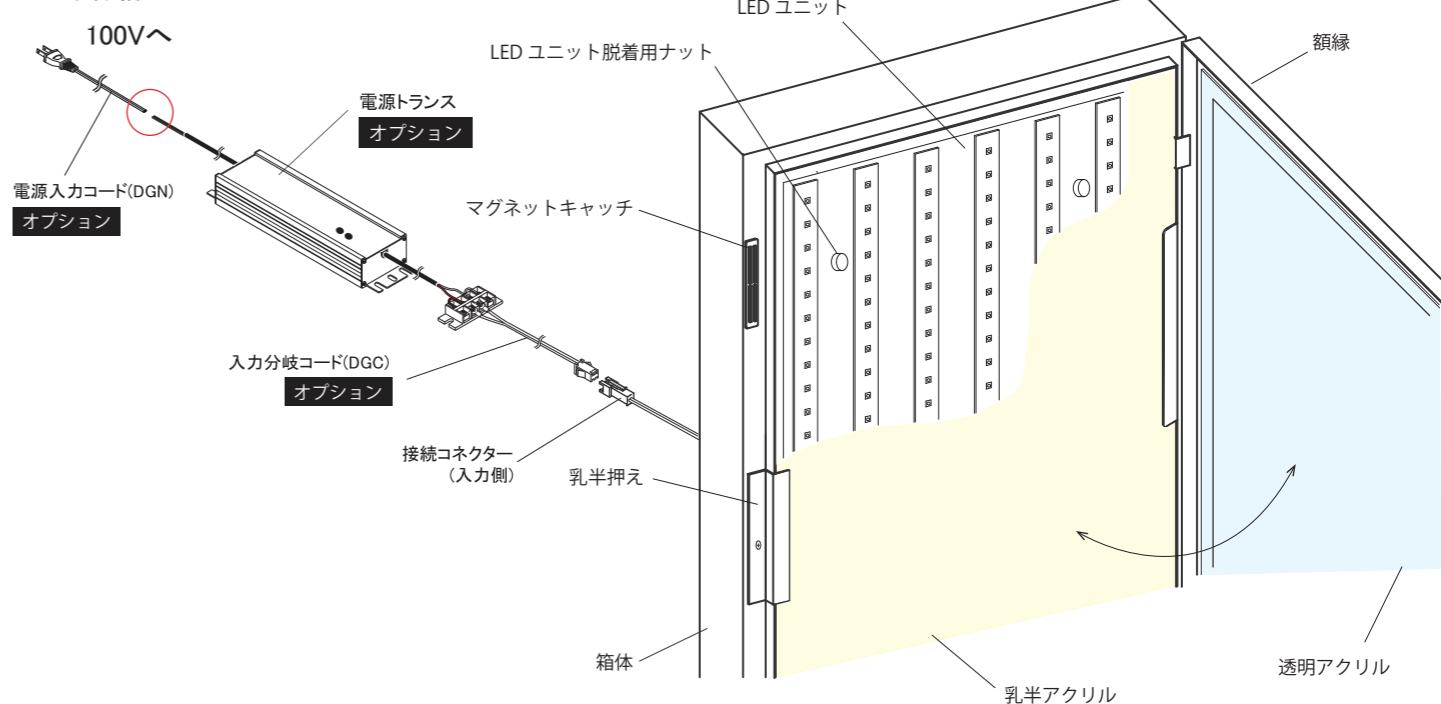 100Vへ
電源トランス
オプション
電源入力コード(DGN)
オプション
入力分岐コード(DGC)
オプション
接続コネクター
(入力側)
LED ユニット
LED ユニット脱着用ナット
マグネットキャッチ
乳半押え
箱体
乳半アクリル
額縁
透明アクリル